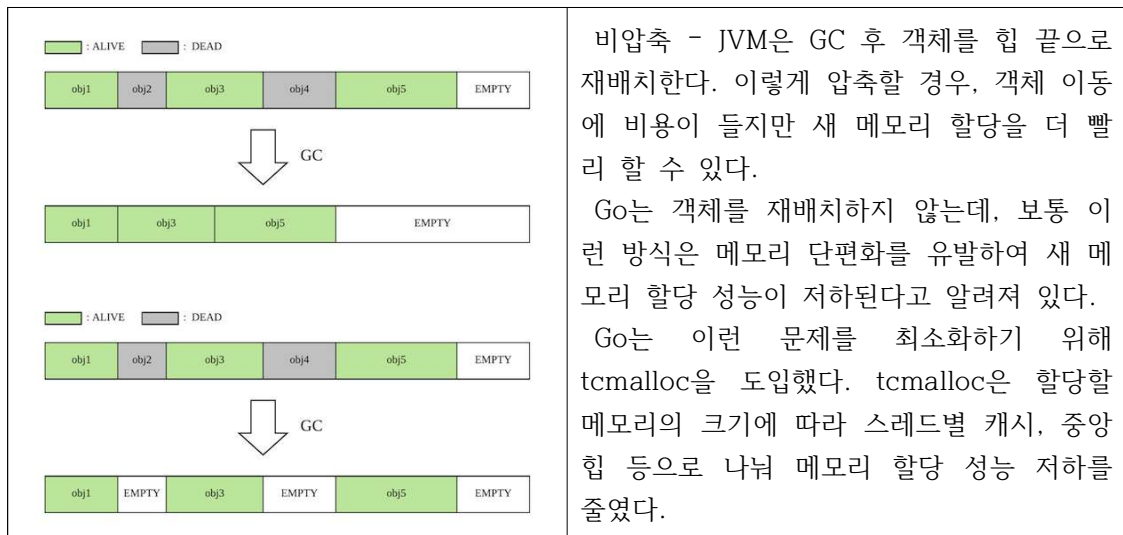 : ALIVE : DEAD
obj1 obj2 obj3 obj4 obj5 EMPTY
GC
obj1 obj3 obj5 EMPTY
: ALIVE : DEAD
obj1 obj2 obj3 obj4 obj5 EMPTY
GC
obj1 EMPTY obj3 EMPTY obj5 EMPTY
비압축 - JVM은 GC 후 객체를 힙 끝으로
재배치한다. 이렇게 압축할 경우, 객체 이동
에 비용이 들지만 새 메모리 할당을 더 빨
리 할 수 있다.
Go는 객체를 재배치하지 않는데, 보통 이
런 방식은 메모리 단편화를 유발하여 새 메
모리 할당 성능이 저하된다고 알려져 있다.
Go는 이런 문제를 최소화하기 위해
tcmalloc을 도입했다. tcmalloc은 할당할
메모리의 크기에 따라 스레드별 캐시, 중앙
힙 등으로 나눠 메모리 할당 성능 저하를
줄였다.